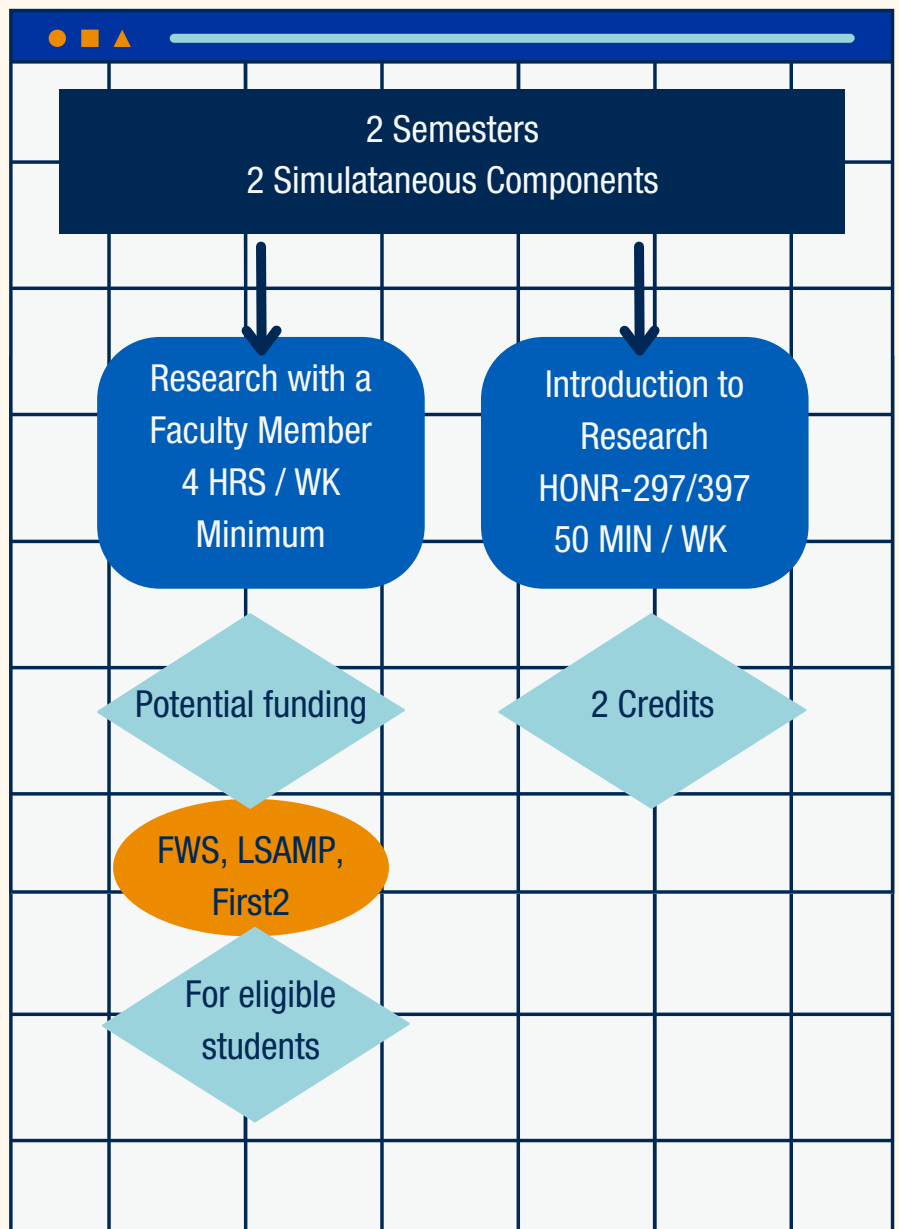 2 Semesters
2 Simulataneous Components
Research with a
Faculty Member
4 HRS / WK
Minimum
Introduction to
Research
HONR-297/397
50 MIN / WK
Potential funding
2 Credits
FWS, LSAMP,
First2
For eligible
students